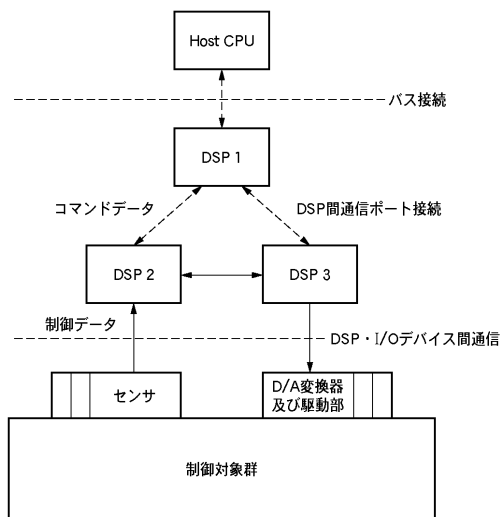 Host CPU
バス接続
DSP 1
コマンドデータ
DSP間通信ポート接続
DSP 2
DSP 3
制御データ
DSP・I/Oデバイス間通信
センサ
D/A変換器
及び駆動部
制御対象群